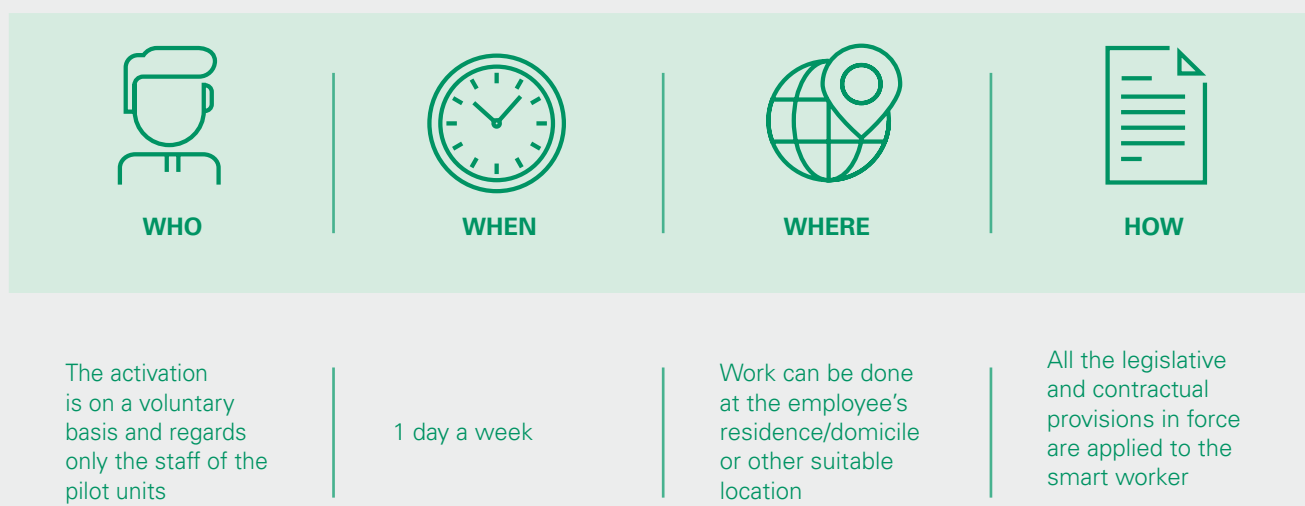 WHO
WHEN
WHERE
HOW
The activation
is on a voluntary
basis and regards
only the staff of the
pilot units
1 day a week
Work can be done
at the employee's
residence/domicile
or other suitable
location
All the legislative
and contractual
provisions in force
are applied to the
smart worker